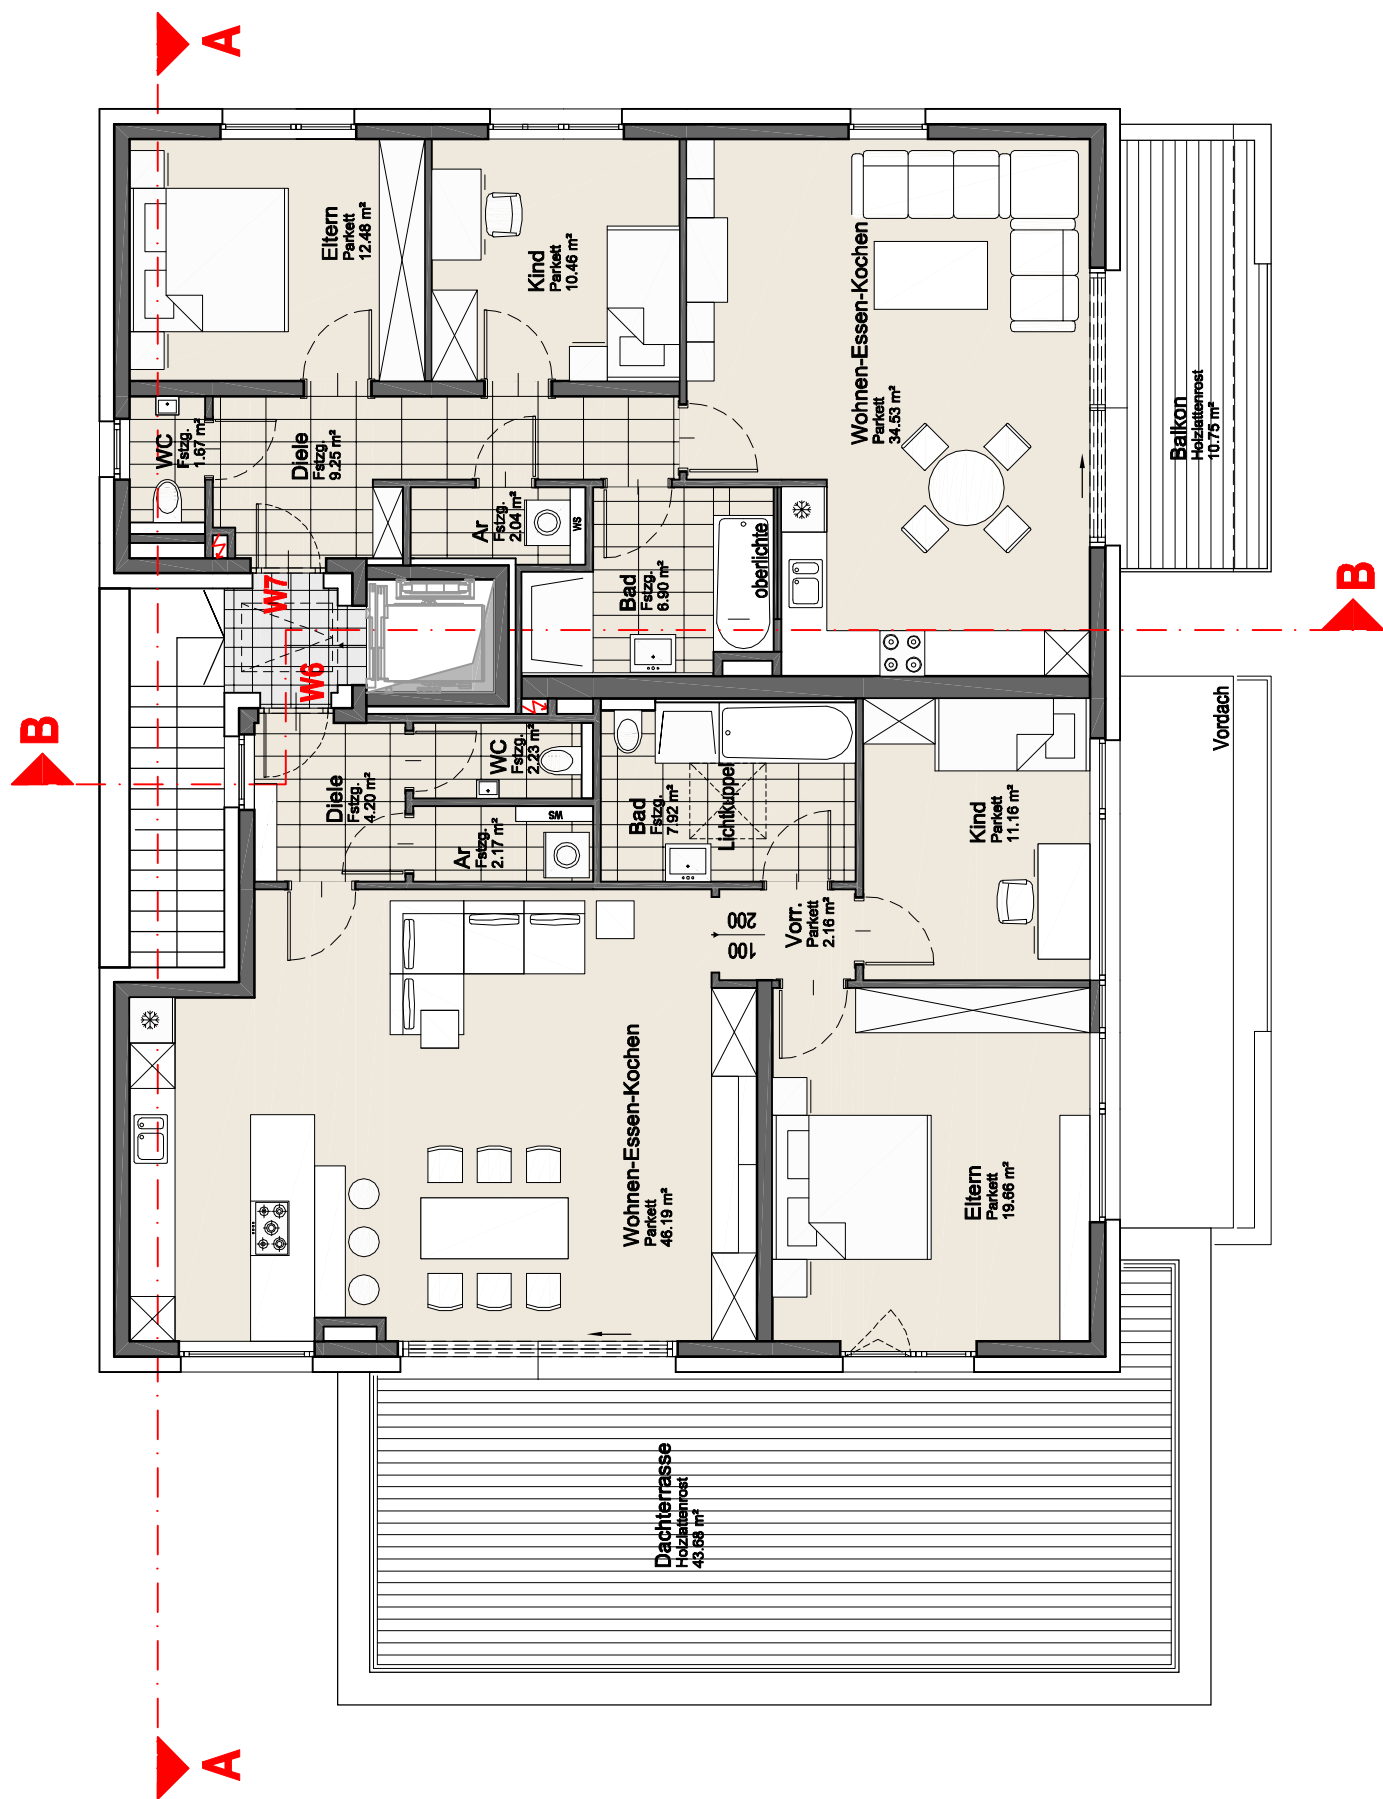 A
Eltern
Parkett
12.48 m²
Kind
Parkett
10.46 m²
Wohnen-Essen-Kochen
Parkett
34.53 m²
Balkon
Holzlattenrost
10.75 m²
WC
Fstzg.
1.67 m²
Diele
Fstzg.
9.25 m²
Ar
Fstzg.
2.04 m²
WS
Bad
Fstzg.
6.90 m²
oberlichte
W7
W6
B
B
Diele
Fstzg.
4.20 m²
WC
Fstzg.
2.23 m²
Ar
Fstzg.
2.17 m²
WS
Bad
Fstzg.
7.92 m²
Lichtkuppel
Kind
Parkett
11.16 m²
Vordach
Vorr.
Parkett
2.16 m²
100
200
Wohnen-Essen-Kochen
Parkett
46.19 m²
Eltern
Parkett
19.66 m²
Dachterrasse
Holzlattenrost
43.68 m²
A